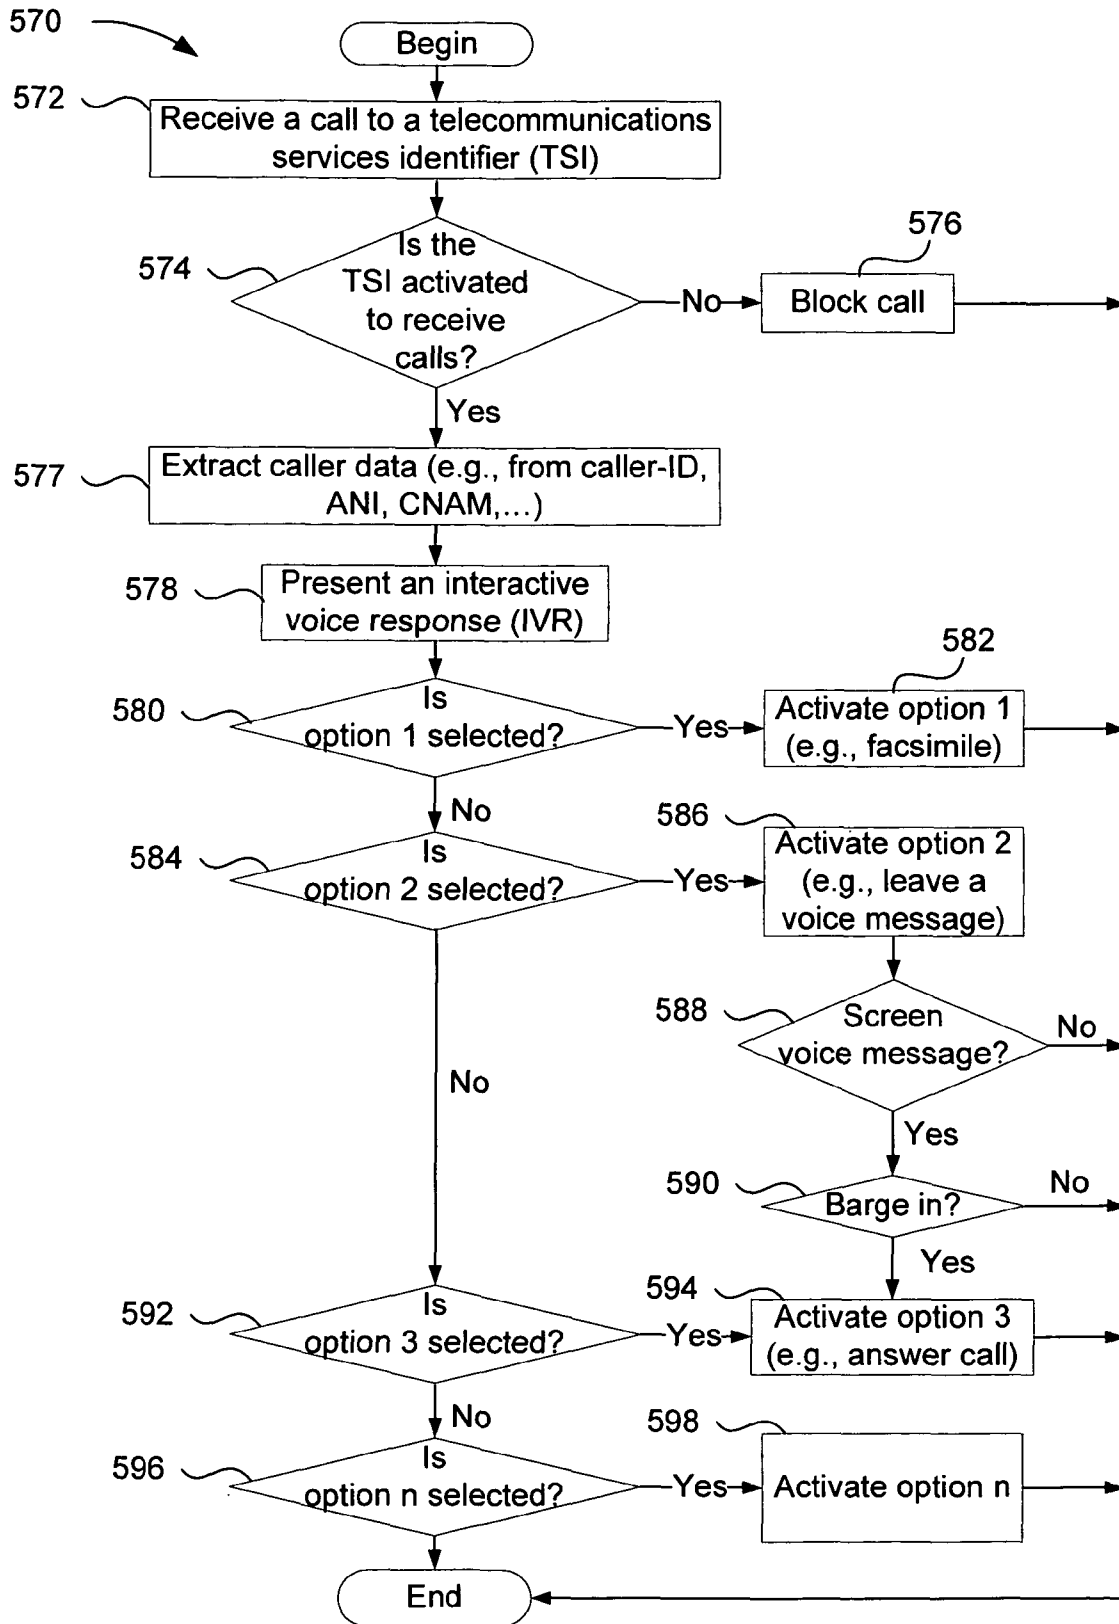 570
Begin
572
Receive a call to a telecommunications
services identifier (TSI)
574
Is the
TSI activated
to receive
calls?
No
576
Block call
Yes
577
Extract caller data (e.g., from caller-ID,
ANI, CNAM,...)
578
Present an interactive
voice response (IVR)
580
Is
option 1 selected?
Yes
582
Activate option 1
(e.g., facsimile)
No
584
Is
option 2 selected?
Yes
586
Activate option 2
(e.g., leave a
voice message)
588
Screen
voice message?
No
No
Yes
590
Barge in?
No
Yes
592
Is
option 3 selected?
Yes
594
Activate option 3
(e.g., answer call)
No
596
Is
option n selected?
Yes
598
Activate option n
End